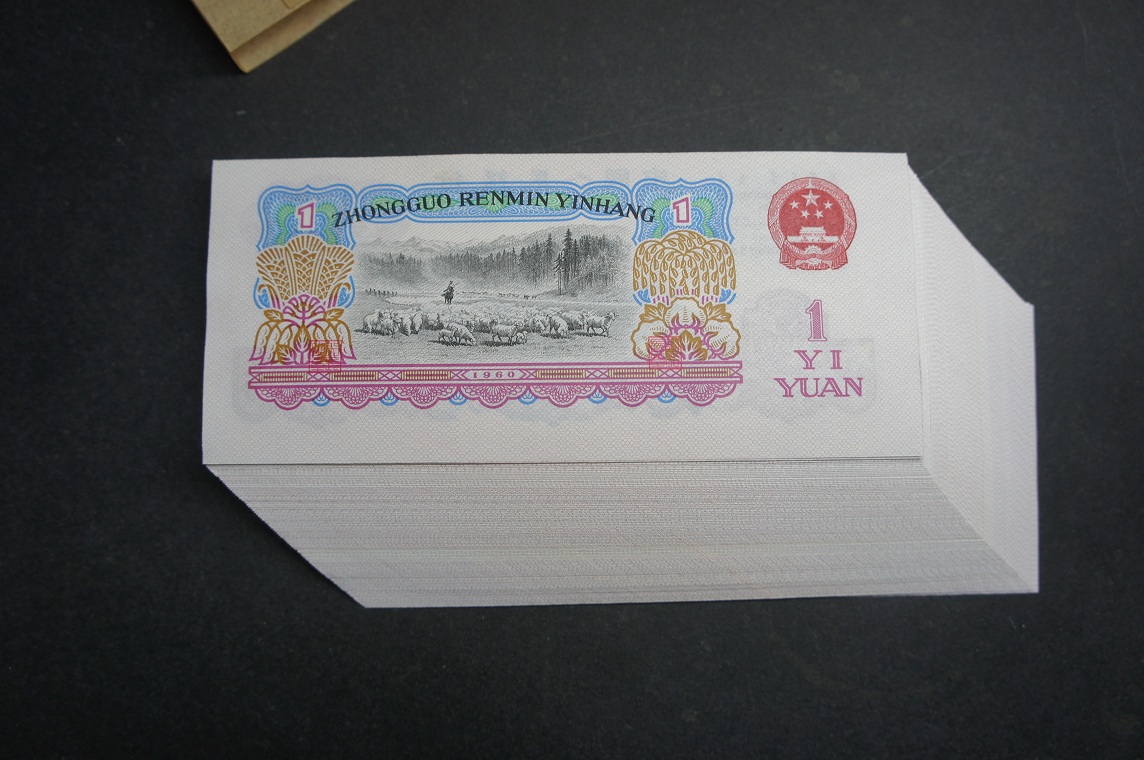 1 ZHONGGUO RENMIN YINHANG 1
1960
1
YI
YUAN